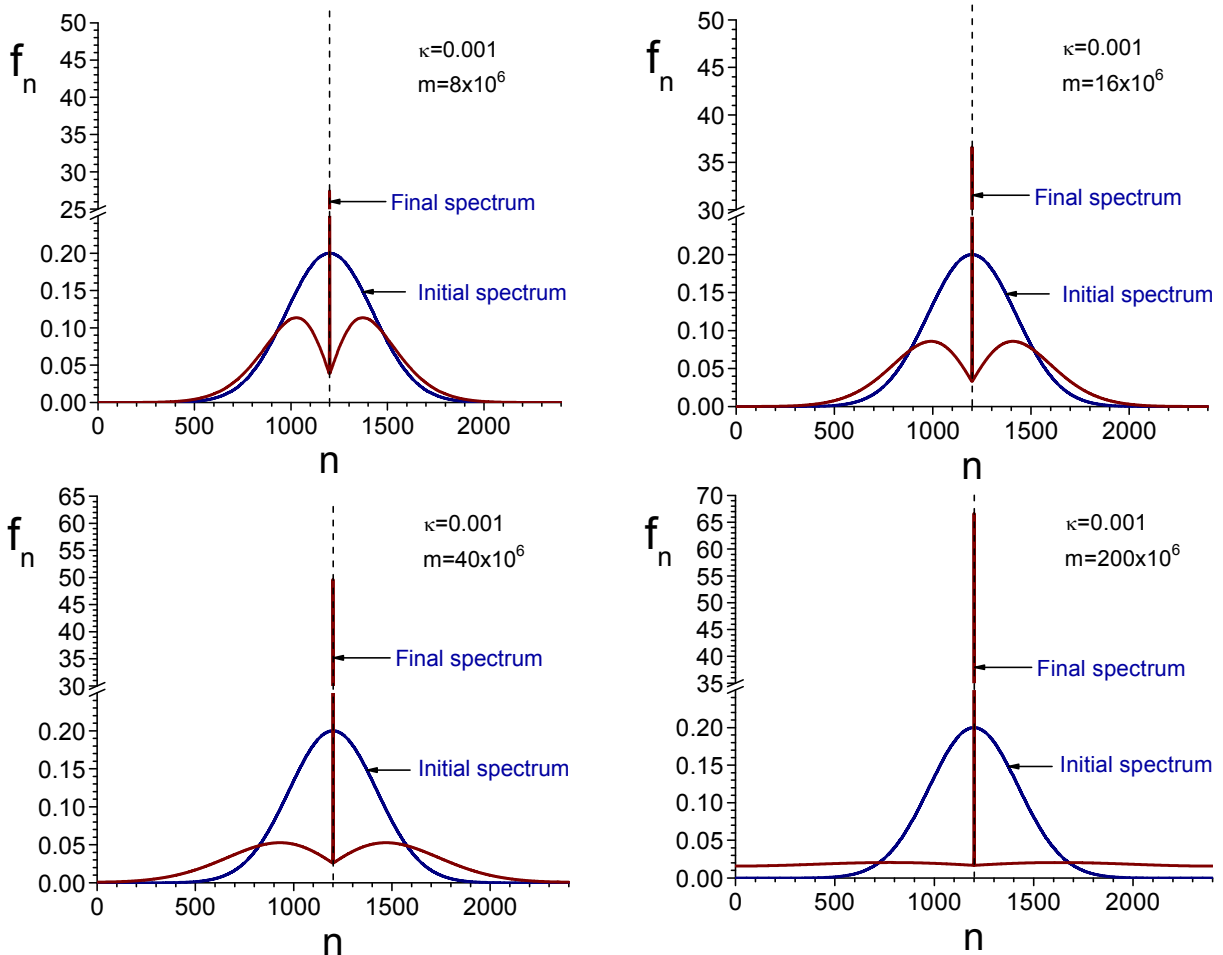 50
45
40
35
30
25
0.20
0.15
0.10
0.05
0.00
fn
κ=0.001
m=8x10⁶
Final spectrum
Initial spectrum
0 500 1000 1500 2000
n
50
45
40
35
30
0.20
0.15
0.10
0.05
0.00
fn
κ=0.001
m=16x10⁶
Final spectrum
Initial spectrum
0 500 1000 1500 2000
n
65
60
55
50
45
40
35
30
0.20
0.15
0.10
0.05
0.00
fn
κ=0.001
m=40x10⁶
Final spectrum
Initial spectrum
0 500 1000 1500 2000
n
70
65
60
55
50
45
40
35
0.20
0.15
0.10
0.05
0.00
fn
κ=0.001
m=200x10⁶
Final spectrum
Initial spectrum
0 500 1000 1500 2000
n